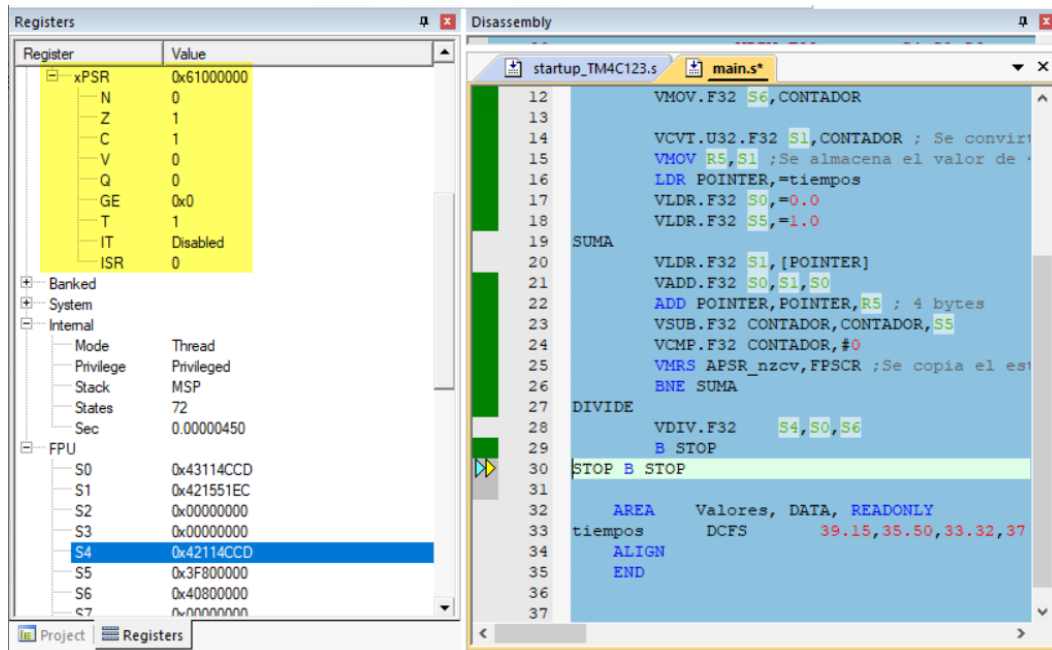 Registers
Register Value
xPSR 0x61000000
N 0
Z 1
C 1
V 0
Q 0
GE 0x0
T 1
IT Disabled
ISR 0
Banked
System
Internal
Mode Thread
Privilege Privileged
Stack MSP
States 72
Sec 0.00000450
FPU
S0 0x43114CCD
S1 0x421551EC
S2 0x00000000
S3 0x00000000
S4 0x42114CCD
S5 0x3F800000
S6 0x40800000
S7 0x00000000
Project Registers
Disassembly
startup_TM4C123.s main.s*
12 VMOV.F32 S6,CONTADOR
13
14 VCVT.U32.F32 S1,CONTADOR ; Se convirt
15 VMOV R5,S1 ;Se almacena el valor de
16 LDR POINTER,=tiempos
17 VLDR.F32 S0,=0.0
18 VLDR.F32 S5,=1.0
19 SUMA
20 VLDR.F32 S1,[POINTER]
21 VADD.F32 S0,S1,S0
22 ADD POINTER,POINTER,R5 ; 4 bytes
23 VSUB.F32 CONTADOR,CONTADOR,S5
24 VCMP.F32 CONTADOR,#0
25 VMRS APSR_nzcv,FPSCR ;Se copia el est
26 BNE SUMA
27 DIVIDE
28 VDIV.F32 S4,S0,S6
29 B STOP
30 STOP B STOP
31
32 AREA Valores, DATA, READONLY
33 tiempos DCFS 39.15,35.50,33.32,37
34 ALIGN
35 END
36
37